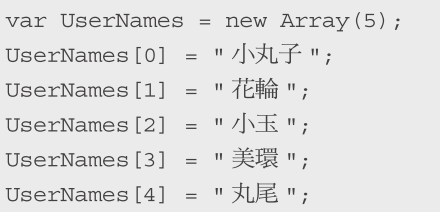 var UserNames = new Array(5);
UserNames[0] = "小丸子";
UserNames[1] = "花輪";
UserNames[2] = "小玉";
UserNames[3] = "美環";
UserNames[4] = "丸尾";